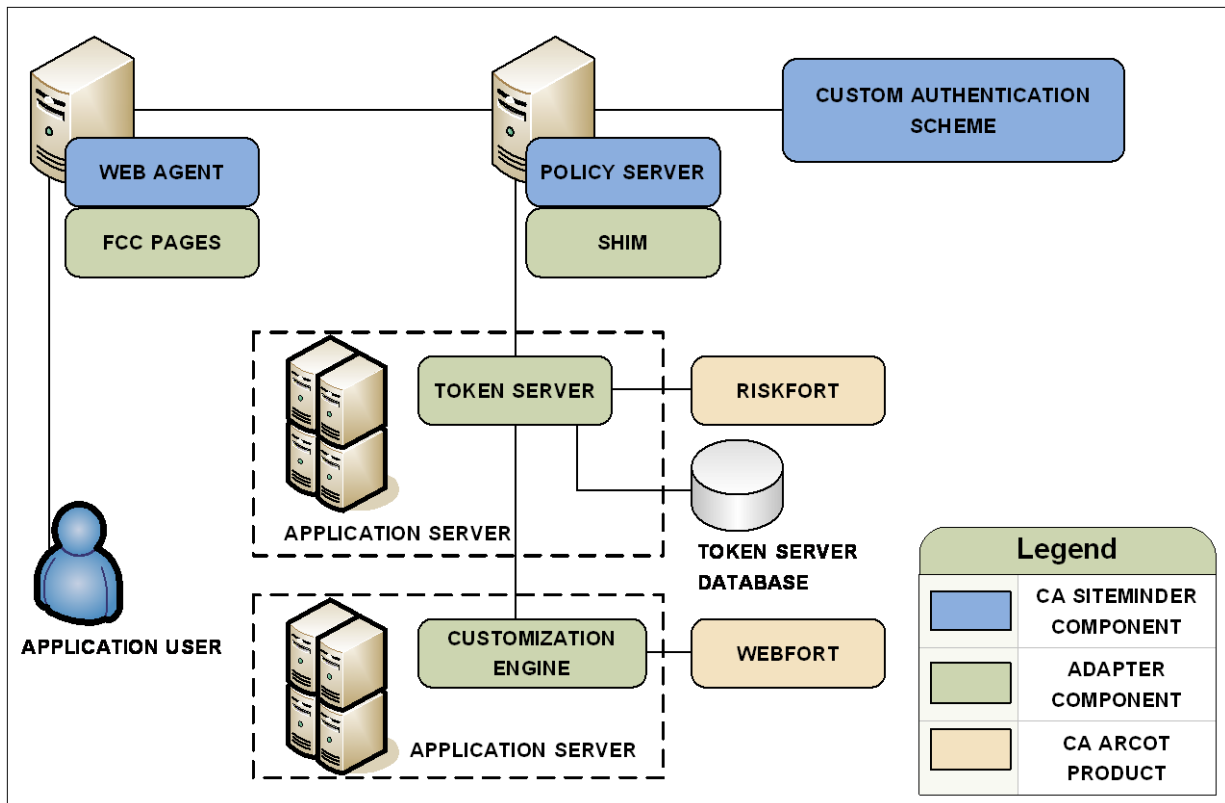 CUSTOM AUTHENTICATION
SCHEME
WEB AGENT
POLICY SERVER
FCC PAGES
SHIM
TOKEN SERVER
RISKFORT
APPLICATION SERVER
TOKEN SERVER
DATABASE
CUSTOMIZATION
ENGINE
WEBFORT
APPLICATION SERVER
APPLICATION USER
Legend
CA SITEMINDER
COMPONENT
ADAPTER
COMPONENT
CA ARCOT
PRODUCT